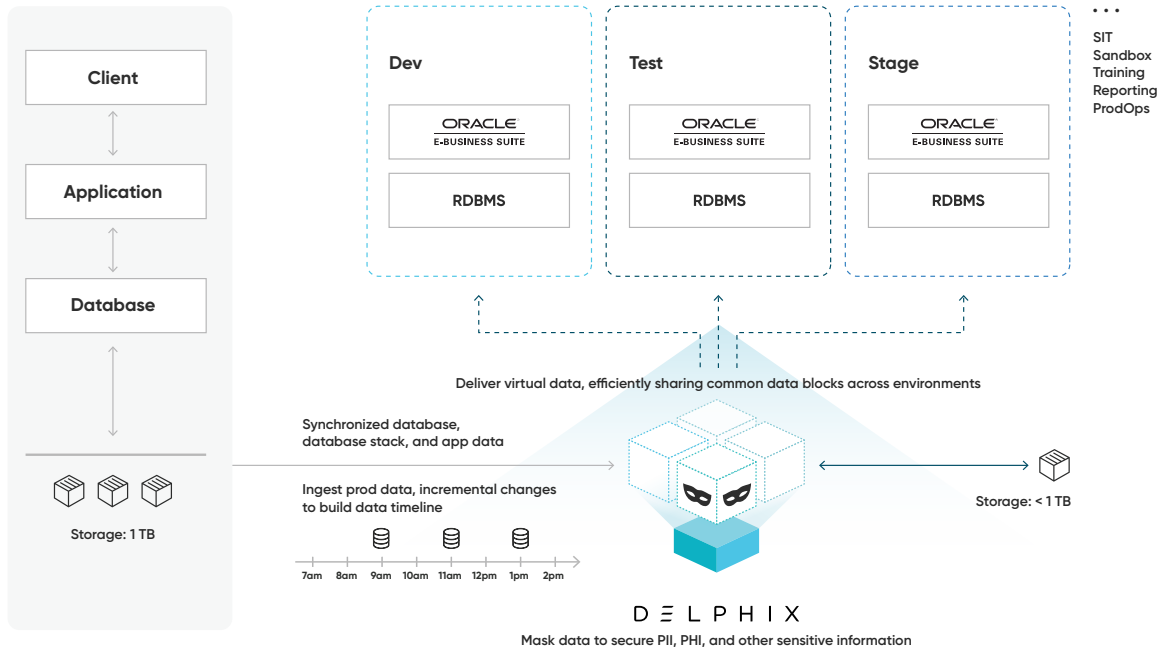 Client
Application
Database
Storage: 1 TB
Dev
ORACLE
E-BUSINESS SUITE
RDBMS
Test
ORACLE
E-BUSINESS SUITE
RDBMS
Stage
ORACLE
E-BUSINESS SUITE
RDBMS
...
SIT
Sandbox
Training
Reporting
ProdOps
Deliver virtual data, efficiently sharing common data blocks across environments
Synchronized database,
database stack, and app data
Ingest prod data, incremental changes
to build data timeline
7am 8am 9am 10am 11am 12pm 1pm 2pm
Storage: < 1 TB
DELPHIX
Mask data to secure PII, PHI, and other sensitive information